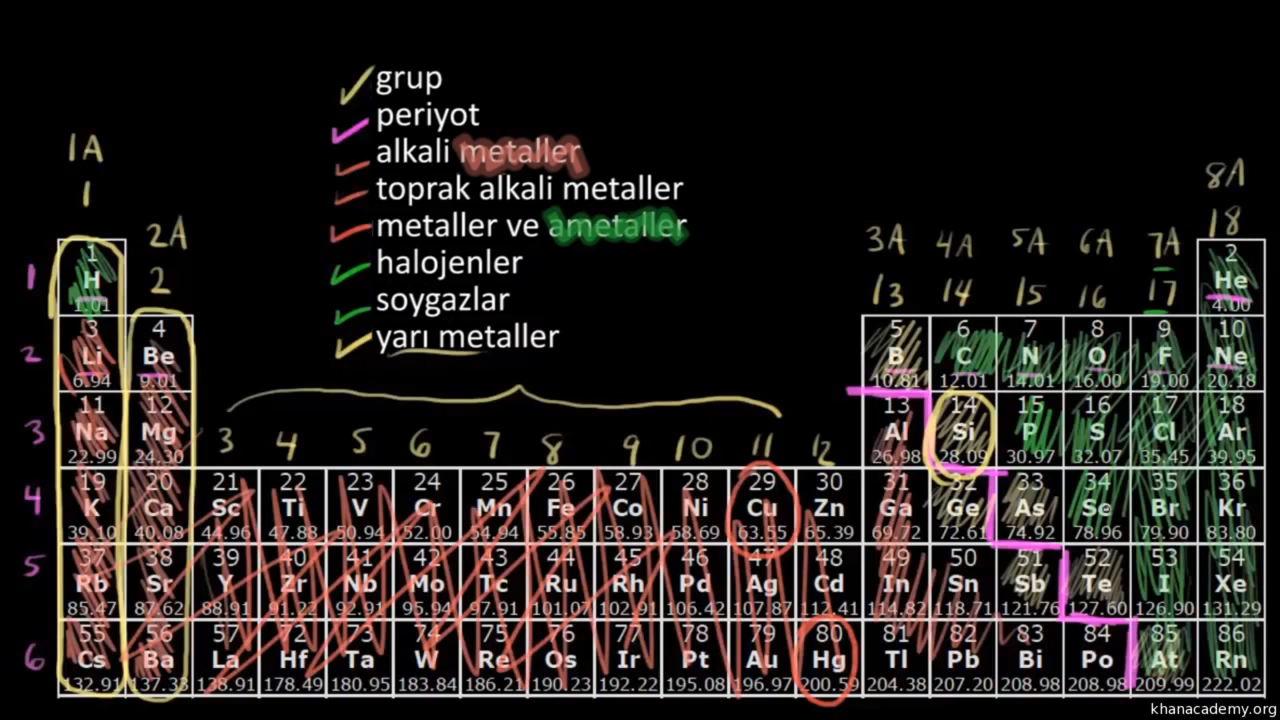 grup
periyot
alkali metaller
toprak alkali metaller
metaller ve ametaller
halojenler
soygazlar
yarı metaller
1A 8A
1 18
2A 3A 4A 5A 6A 7A
2 13 14 15 16 17
1 1 2
H He
1.01 4.00
2 3 4 5 6 7 8 9 10
Li Be B C N O F Ne
6.94 9.01 10.81 12.01 14.01 16.00 19.00 20.18
3 11 12 13 14 15 16 17 18
Na Mg 3 4 5 6 7 8 9 10 11 12 Al Si P S Cl Ar
22.99 24.30 26.98 28.09 30.97 32.07 35.45 39.95
4 19 20 21 22 23 24 25 26 27 28 29 30 31 32 33 34 35 36
K Ca Sc Ti V Cr Mn Fe Co Ni Cu Zn Ga Ge As Se Br Kr
39.10 40.08 44.96 47.88 50.94 52.00 54.94 55.85 58.93 58.69 63.55 65.39 69.72 72.61 74.92 78.96 79.90 83.80
5 37 38 39 40 41 42 43 44 45 46 47 48 49 50 51 52 53 54
Rb Sr Y Zr Nb Mo Tc Ru Rh Pd Ag Cd In Sn Sb Te I Xe
85.47 87.62 88.91 91.22 92.91 95.94 97.91 101.07 102.91 106.42 107.87 112.41 114.82 118.71 121.76 127.60 126.90 131.29
6 55 56 57 72 73 74 75 76 77 78 79 80 81 82 83 84 85 86
Cs Ba La Hf Ta W Re Os Ir Pt Au Hg Tl Pb Bi Po At Rn
132.91 137.33 138.91 178.49 180.95 183.84 186.21 190.23 192.22 195.08 196.97 200.59 204.38 207.20 208.98 208.98 209.99 222.02
khanacademy.org